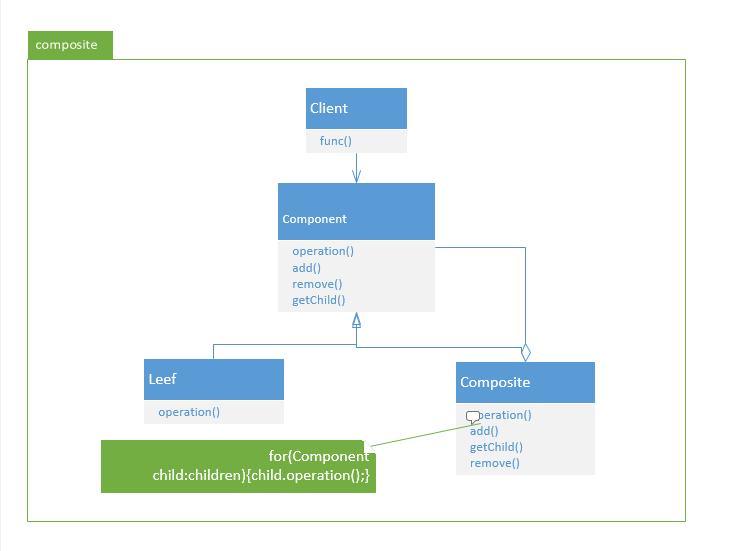 composite
Client
func()
Component
operation()
add()
remove()
getChild()
Leef
operation()
Composite
peration()
add()
getChild()
remove()
for(Component
child:children){child.operation();}